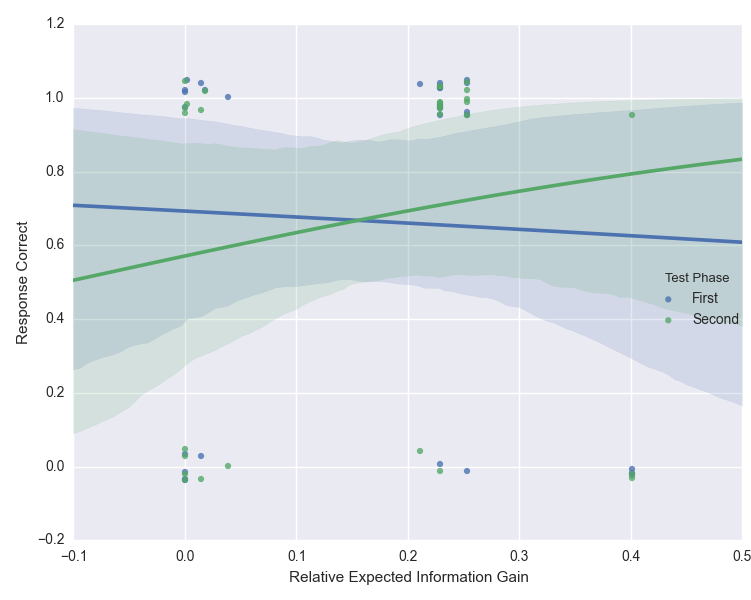 1.2
1.0
0.8
0.6
0.4
0.2
0.0
−0.2
Response Correct
Test Phase
First
Second
−0.1 0.0 0.1 0.2 0.3 0.4 0.5
Relative Expected Information Gain